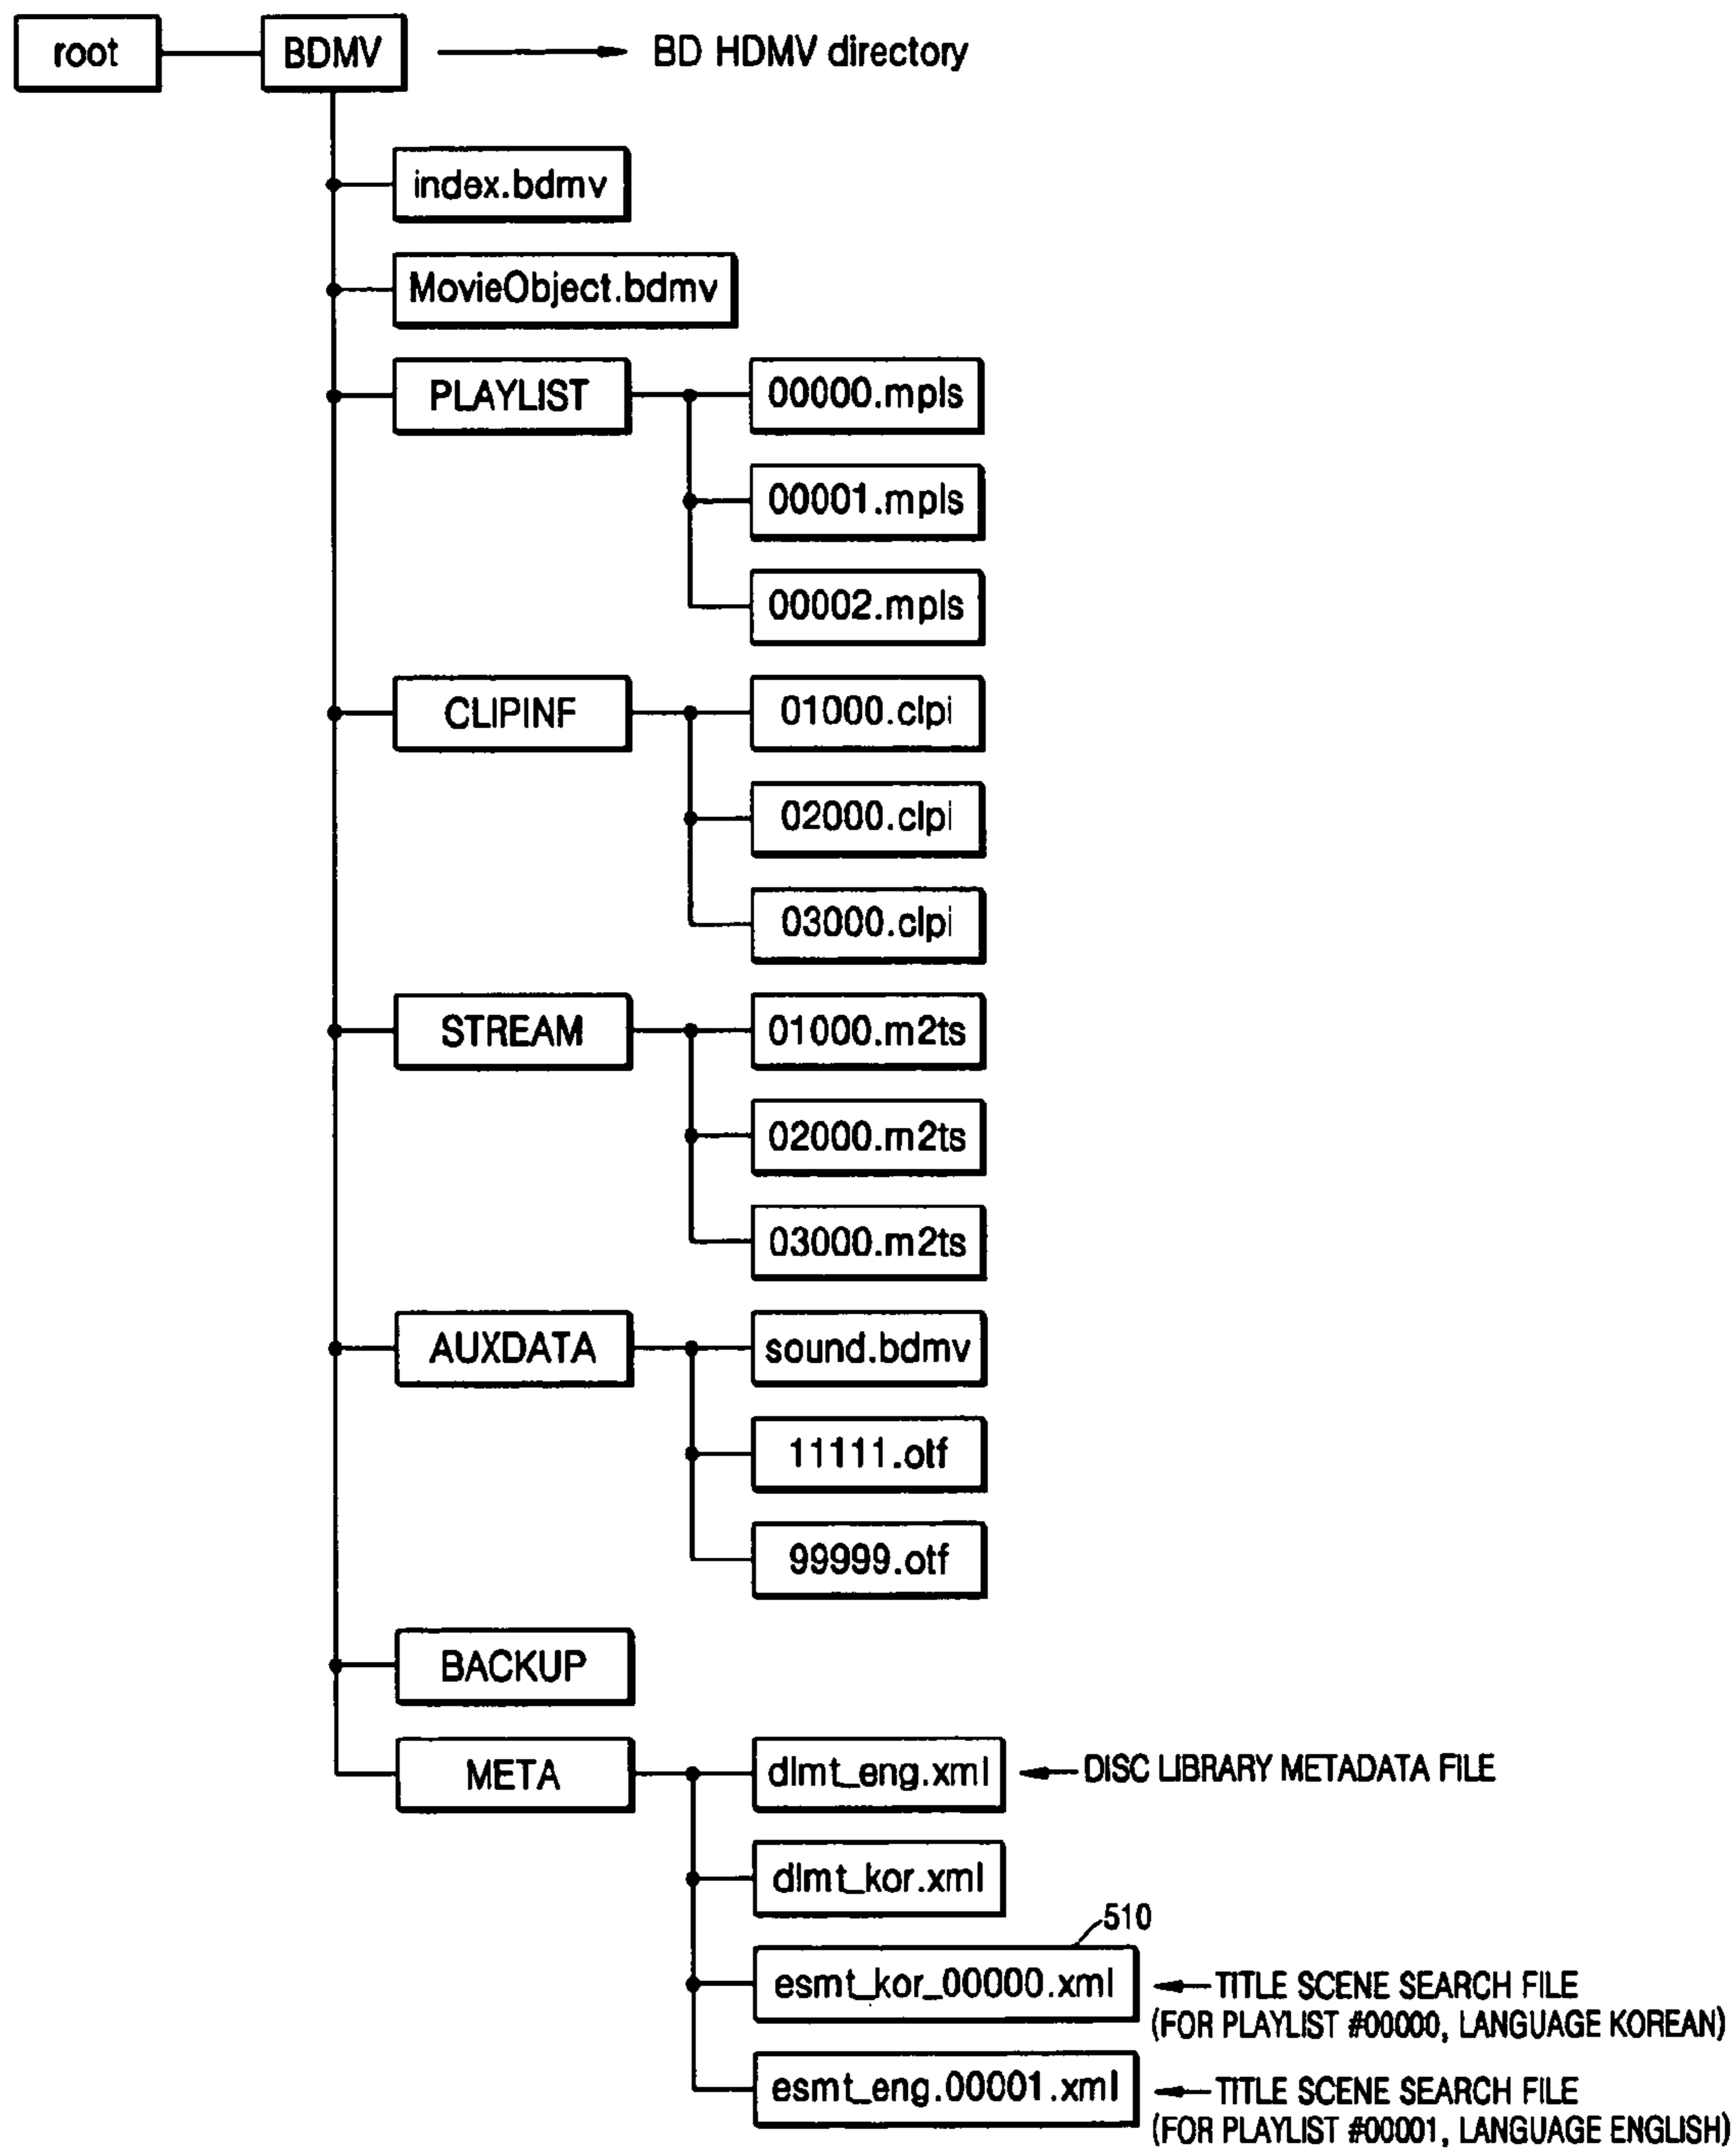 root
BDMV
BD HDMV directory
index.bdmv
MovieObject.bdmv
PLAYLIST
00000.mpls
00001.mpls
00002.mpls
CLIPINF
01000.clpi
02000.clpi
03000.clpi
STREAM
01000.m2ts
02000.m2ts
03000.m2ts
AUXDATA
sound.bdmv
11111.otf
99999.otf
BACKUP
META
dlmt_eng.xml
DISC LIBRARY METADATA FILE
dlmt_kor.xml
510
esmt_kor_00000.xml
TITLE SCENE SEARCH FILE
(FOR PLAYLIST #00000, LANGUAGE KOREAN)
esmt_eng.00001.xml
TITLE SCENE SEARCH FILE
(FOR PLAYLIST #00001, LANGUAGE ENGLISH)